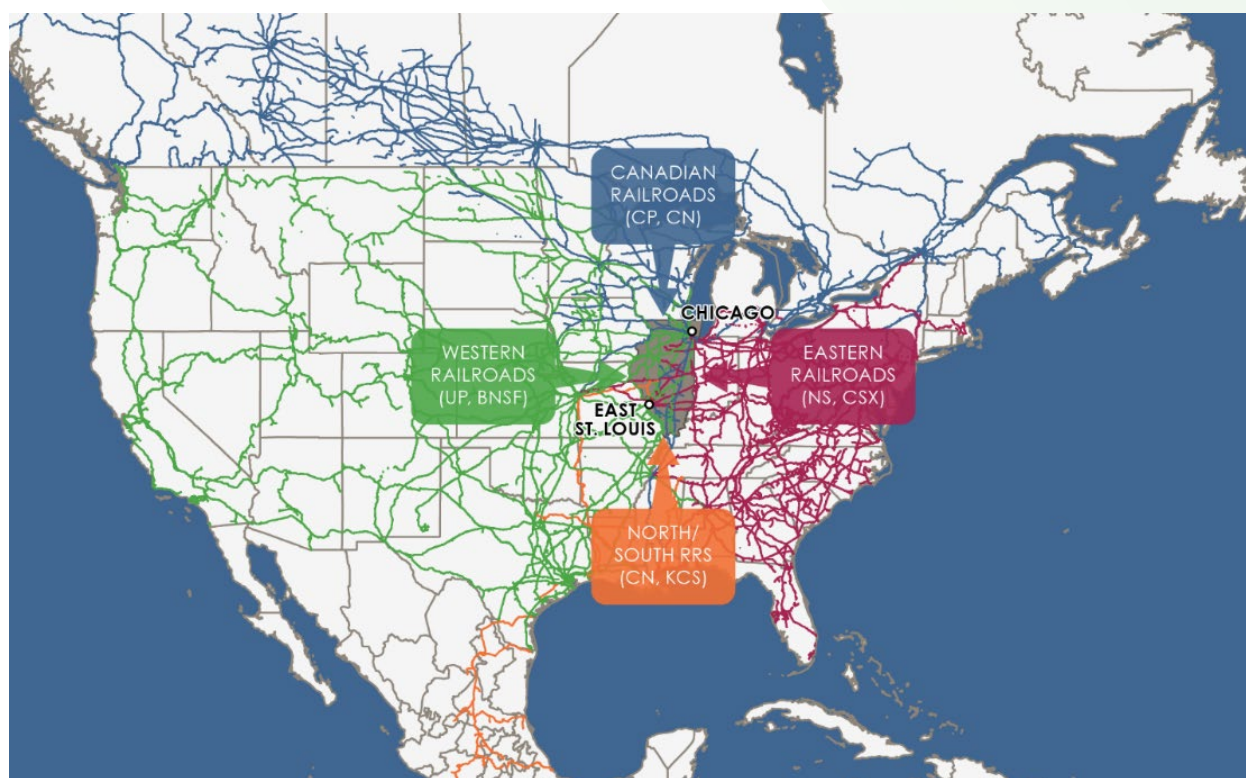 CANADIAN
RAILROADS
(CP, CN)
CHICAGO
WESTERN
RAILROADS
(UP, BNSF)
EASTERN
RAILROADS
(NS, CSX)
EAST
ST. LOUIS
NORTH/
SOUTH RRS
(CN, KCS)